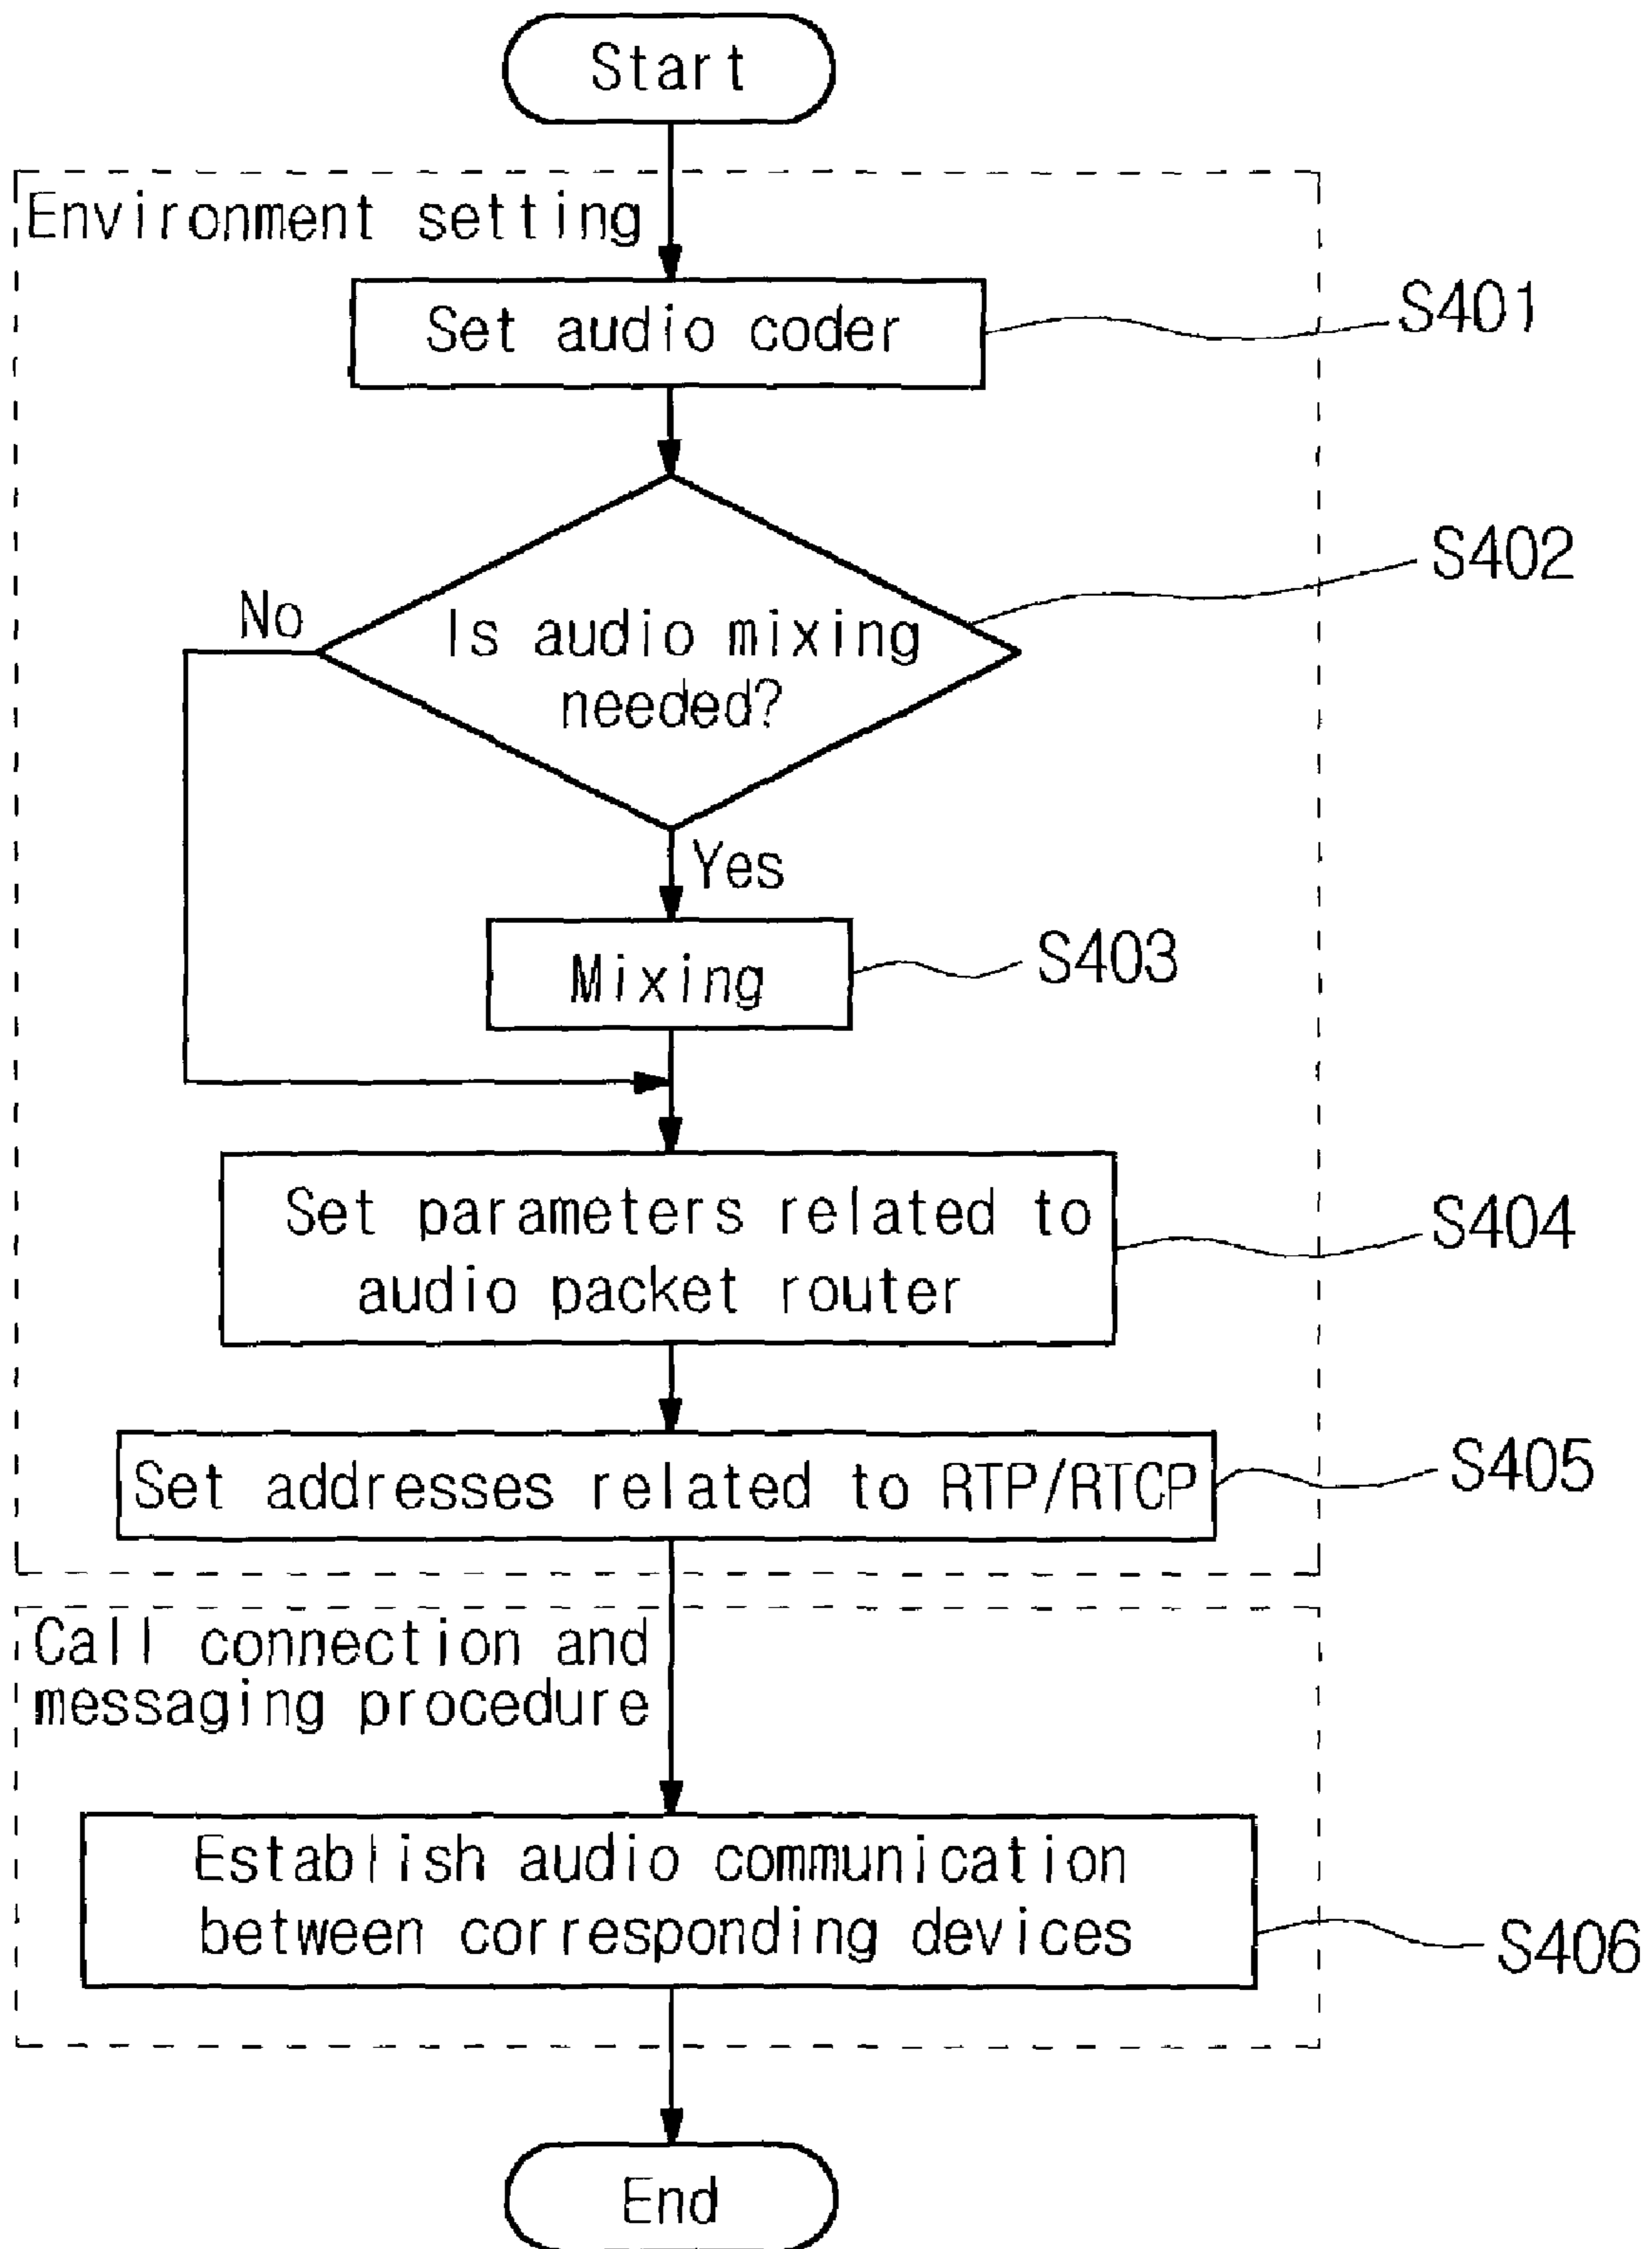 Start
Environment setting
Set audio coder
S401
S402
No
Is audio mixing
needed?
Yes
Mixing
S403
Set parameters related to
audio packet router
S404
Set addresses related to RTP/RTCP
S405
Call connection and
messaging procedure
Establish audio communication
between corresponding devices
S406
End